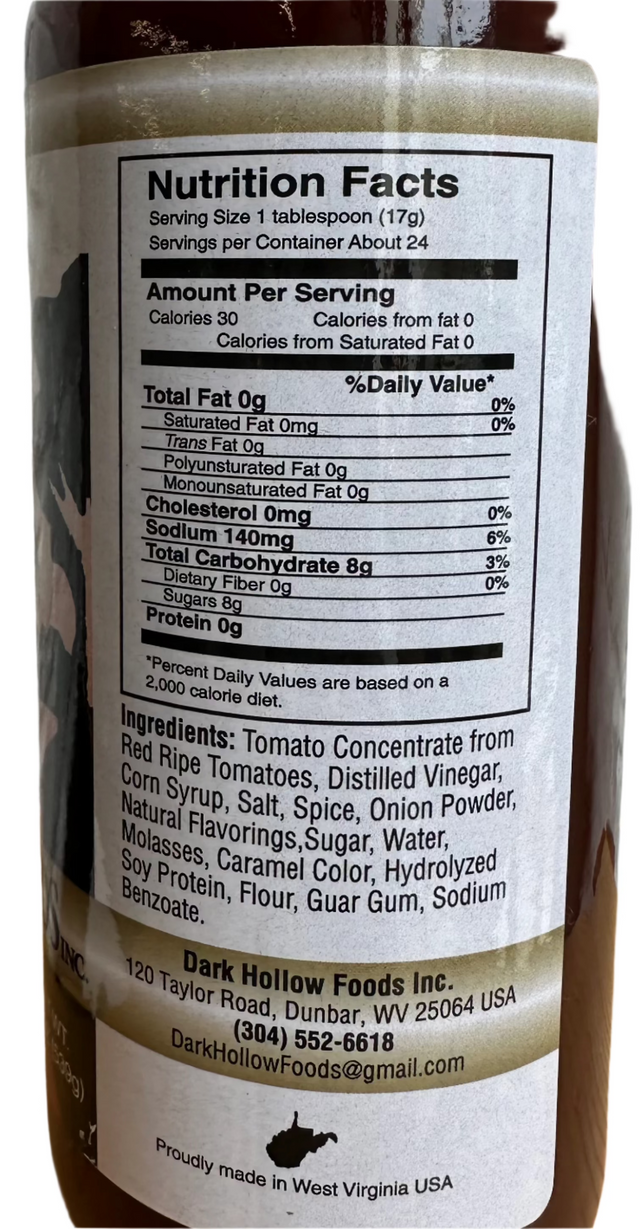 Nutrition Facts
Serving Size 1 tablespoon (17g)
Servings per Container About 24
Amount Per Serving
Calories 30 Calories from fat 0
Calories from Saturated Fat 0
%Daily Value*
Total Fat 0g 0%
Saturated Fat 0mg 0%
Trans Fat 0g
Polyunsturated Fat 0g
Monounsaturated Fat 0g
Cholesterol 0mg 0%
Sodium 140mg 6%
Total Carbohydrate 8g 3%
Dietary Fiber 0g 0%
Sugars 8g
Protein 0g
*Percent Daily Values are based on a
2,000 calorie diet.
Ingredients: Tomato Concentrate from
Red Ripe Tomatoes, Distilled Vinegar,
Corn Syrup, Salt, Spice, Onion Powder,
Natural Flavorings,Sugar, Water,
Molasses, Caramel Color, Hydrolyzed
Soy Protein, Flour, Guar Gum, Sodium
Benzoate.
INC.
WT.
Dark Hollow Foods Inc.
120 Taylor Road, Dunbar, WV 25064 USA
(304) 552-6618
DarkHollowFoods@gmail.com
Proudly made in West Virginia USA